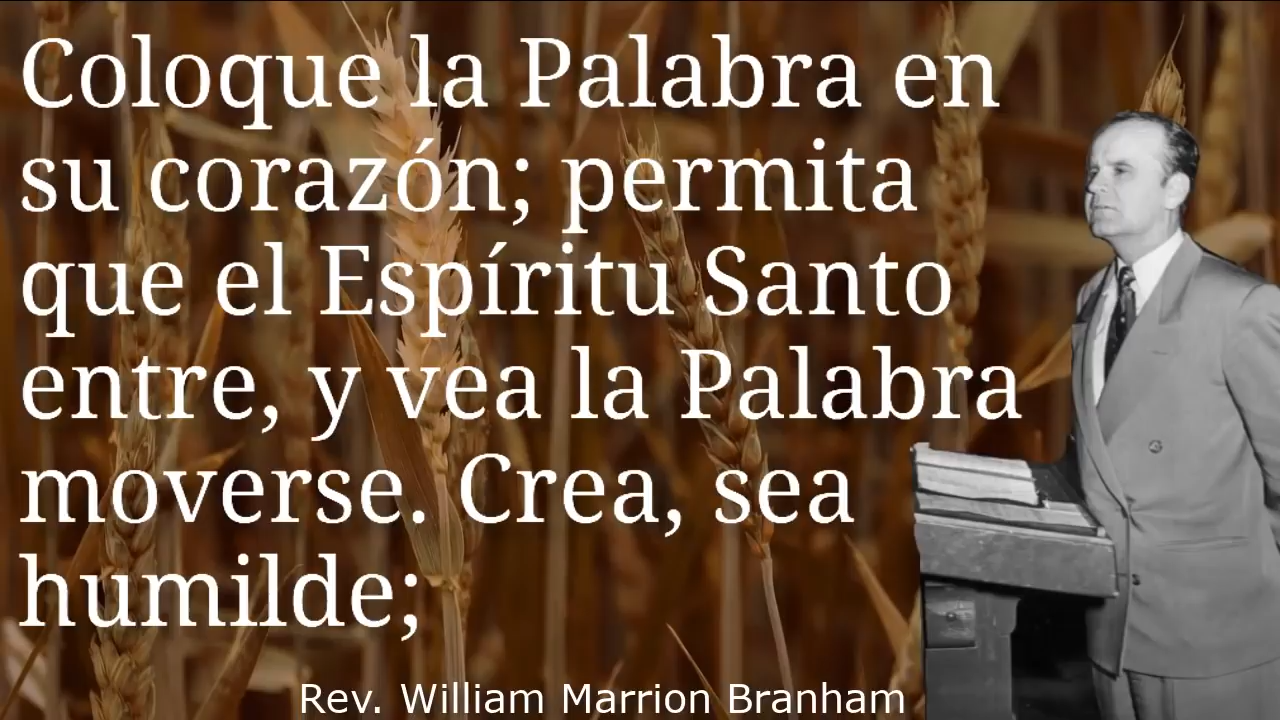 Coloque la Palabra en
su corazón; permita
que el Espíritu Santo
entre, y vea la Palabra
moverse. Crea, sea
humilde;
Rev. William Marrion Branham